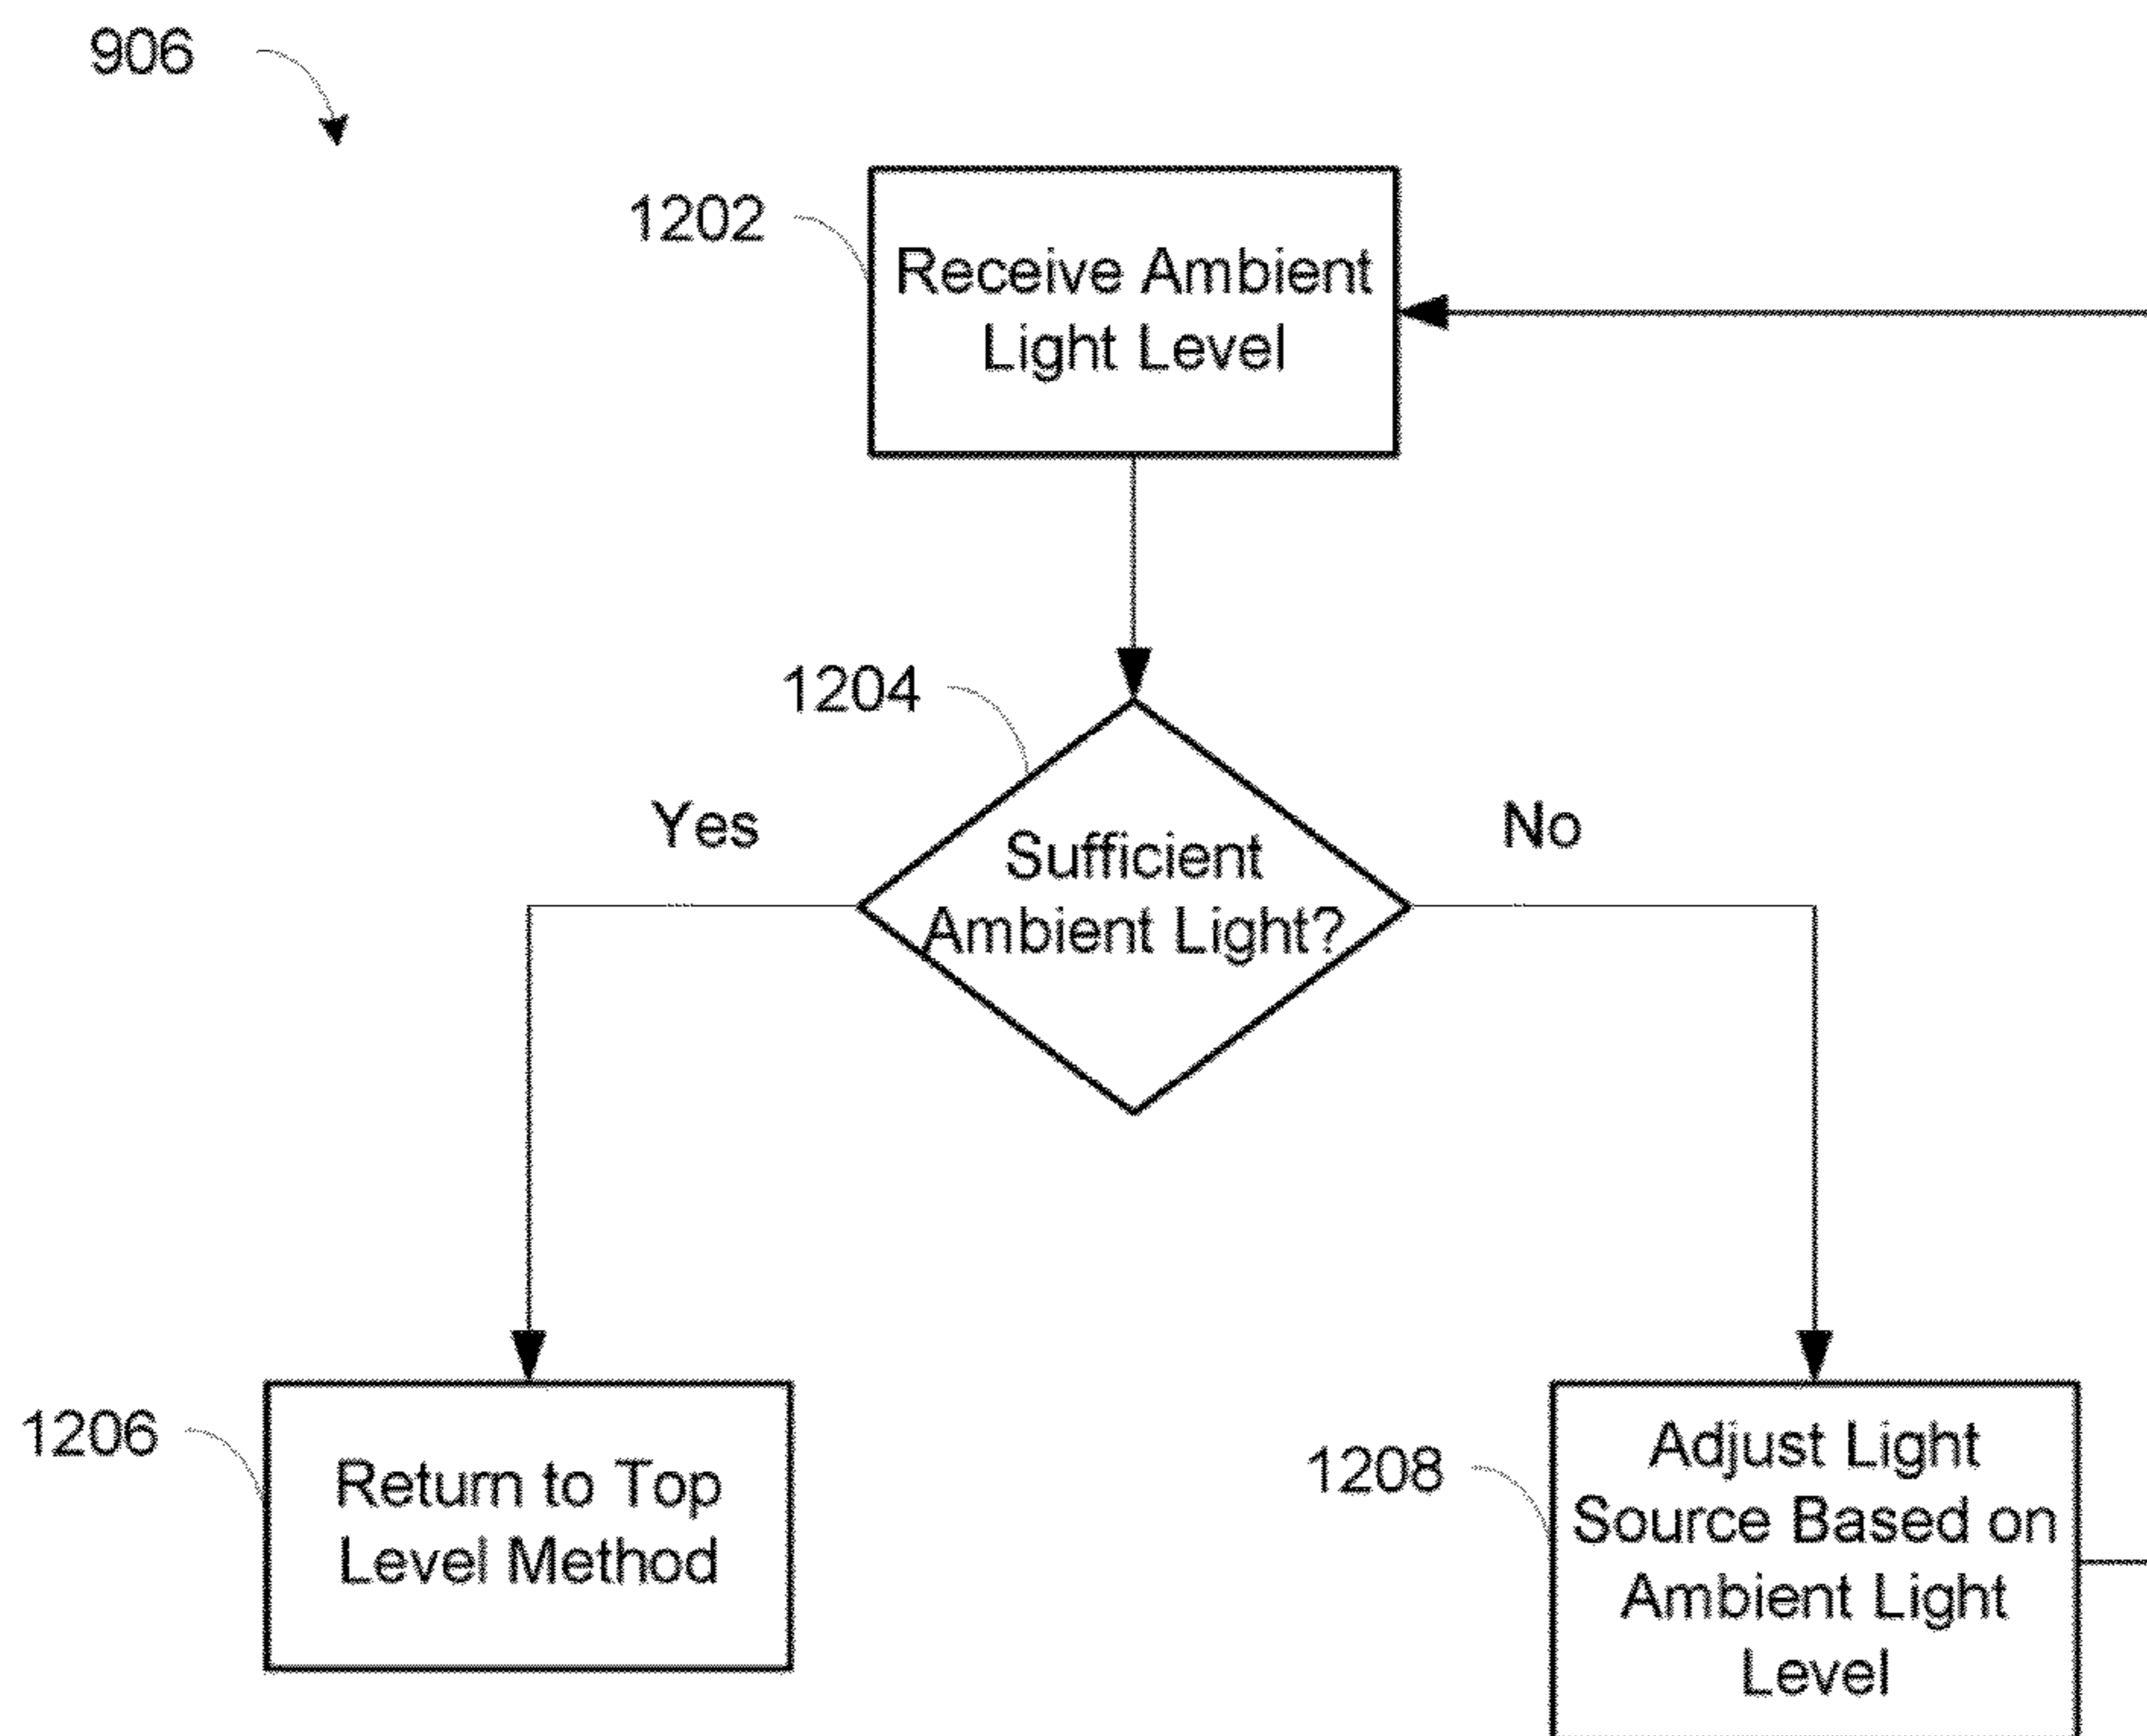 906
1202
Receive Ambient
Light Level
1204
Yes
No
Sufficient
Ambient Light?
1206
Return to Top
Level Method
1208
Adjust Light
Source Based on
Ambient Light
Level